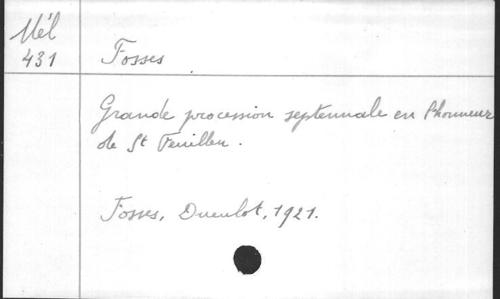 Mél
431
Fosses
Grande procession septennale en l'honneur
de St Feuillen.
Fosses, Duculot, 1921.